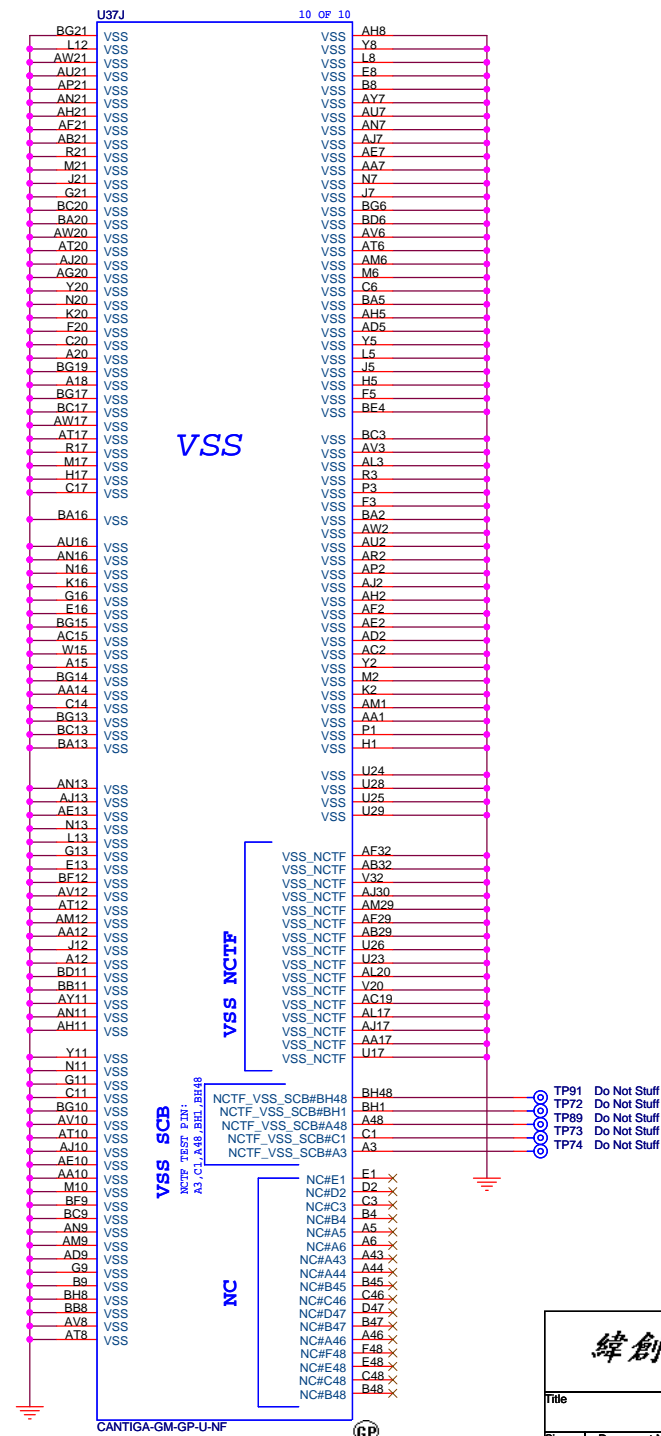 U37J
10 OF 10
BG21 VSS
L12 VSS
AW21 VSS
AU21 VSS
AP21 VSS
AN21 VSS
AH21 VSS
AF21 VSS
AB21 VSS
R21 VSS
M21 VSS
J21 VSS
G21 VSS
BC20 VSS
BA20 VSS
AW20 VSS
AT20 VSS
AJ20 VSS
AG20 VSS
Y20 VSS
N20 VSS
K20 VSS
F20 VSS
C20 VSS
A20 VSS
BG19 VSS
A18 VSS
BG17 VSS
BC17 VSS
AW17 VSS
AT17 VSS
R17 VSS
M17 VSS
H17 VSS
C17 VSS
BA16 VSS
AU16 VSS
AN16 VSS
N16 VSS
K16 VSS
G16 VSS
E16 VSS
BG15 VSS
AC15 VSS
W15 VSS
A15 VSS
BG14 VSS
AA14 VSS
C14 VSS
BG13 VSS
BC13 VSS
BA13 VSS
AN13 VSS
AJ13 VSS
AE13 VSS
N13 VSS
L13 VSS
G13 VSS
E13 VSS
BF12 VSS
AV12 VSS
AT12 VSS
AM12 VSS
AA12 VSS
J12 VSS
A12 VSS
BD11 VSS
BB11 VSS
AY11 VSS
AN11 VSS
AH11 VSS
Y11 VSS
N11 VSS
G11 VSS
C11 VSS
BG10 VSS
AV10 VSS
AT10 VSS
AJ10 VSS
AE10 VSS
AA10 VSS
M10 VSS
BF9 VSS
BC9 VSS
AN9 VSS
AM9 VSS
AD9 VSS
G9 VSS
B9 VSS
BH8 VSS
BB8 VSS
AV8 VSS
AT8 VSS
VSS
VSS AH8
VSS Y8
VSS L8
VSS E8
VSS B8
VSS AY7
VSS AU7
VSS AN7
VSS AJ7
VSS AE7
VSS AA7
VSS N7
VSS J7
VSS BG6
VSS BD6
VSS AV6
VSS AT6
VSS AM6
VSS M6
VSS C6
VSS BA5
VSS AH5
VSS AD5
VSS Y5
VSS L5
VSS J5
VSS H5
VSS F5
VSS BE4
VSS BC3
VSS AV3
VSS AL3
VSS R3
VSS P3
VSS F3
VSS BA2
VSS AW2
VSS AU2
VSS AR2
VSS AP2
VSS AJ2
VSS AH2
VSS AF2
VSS AE2
VSS AD2
VSS AC2
VSS Y2
VSS M2
VSS K2
VSS AM1
VSS AA1
VSS P1
VSS H1
VSS U24
VSS U28
VSS U25
VSS U29
VSS NCTF
VSS_NCTF AF32
VSS_NCTF AB32
VSS_NCTF V32
VSS_NCTF AJ30
VSS_NCTF AM29
VSS_NCTF AF29
VSS_NCTF AB29
VSS_NCTF U26
VSS_NCTF U23
VSS_NCTF AL20
VSS_NCTF V20
VSS_NCTF AC19
VSS_NCTF AL17
VSS_NCTF AJ17
VSS_NCTF AA17
VSS_NCTF U17
VSS SCB
NCTF TEST PIN:
A3,C1,A48,BH1,BH48
NCTF_VSS_SCB#BH48 BH48 TP91 Do Not Stuff
NCTF_VSS_SCB#BH1 BH1 TP72 Do Not Stuff
NCTF_VSS_SCB#A48 A48 TP89 Do Not Stuff
NCTF_VSS_SCB#C1 C1 TP73 Do Not Stuff
NCTF_VSS_SCB#A3 A3 TP74 Do Not Stuff
NC
NC#E1 E1
NC#D2 D2
NC#C3 C3
NC#B4 B4
NC#A5 A5
NC#A6 A6
NC#A43 A43
NC#A44 A44
NC#B45 B45
NC#C46 C46
NC#D47 D47
NC#B47 B47
NC#A46 A46
NC#F48 F48
NC#E48 E48
NC#C48 C48
NC#B48 B48
CANTIGA-GM-GP-U-NF
GP
緯創
Title